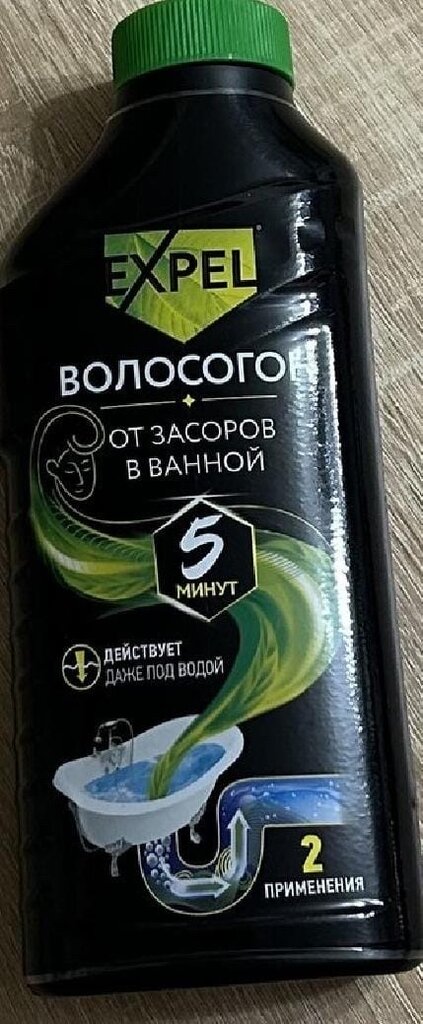 EXPEL
ВОЛОСОГОН
ОТ ЗАСОРОВ
В ВАННОЙ
5
МИНУТ
ДЕЙСТВУЕТ
ДАЖЕ ПОД ВОДОЙ
2
ПРИМЕНЕНИЯ